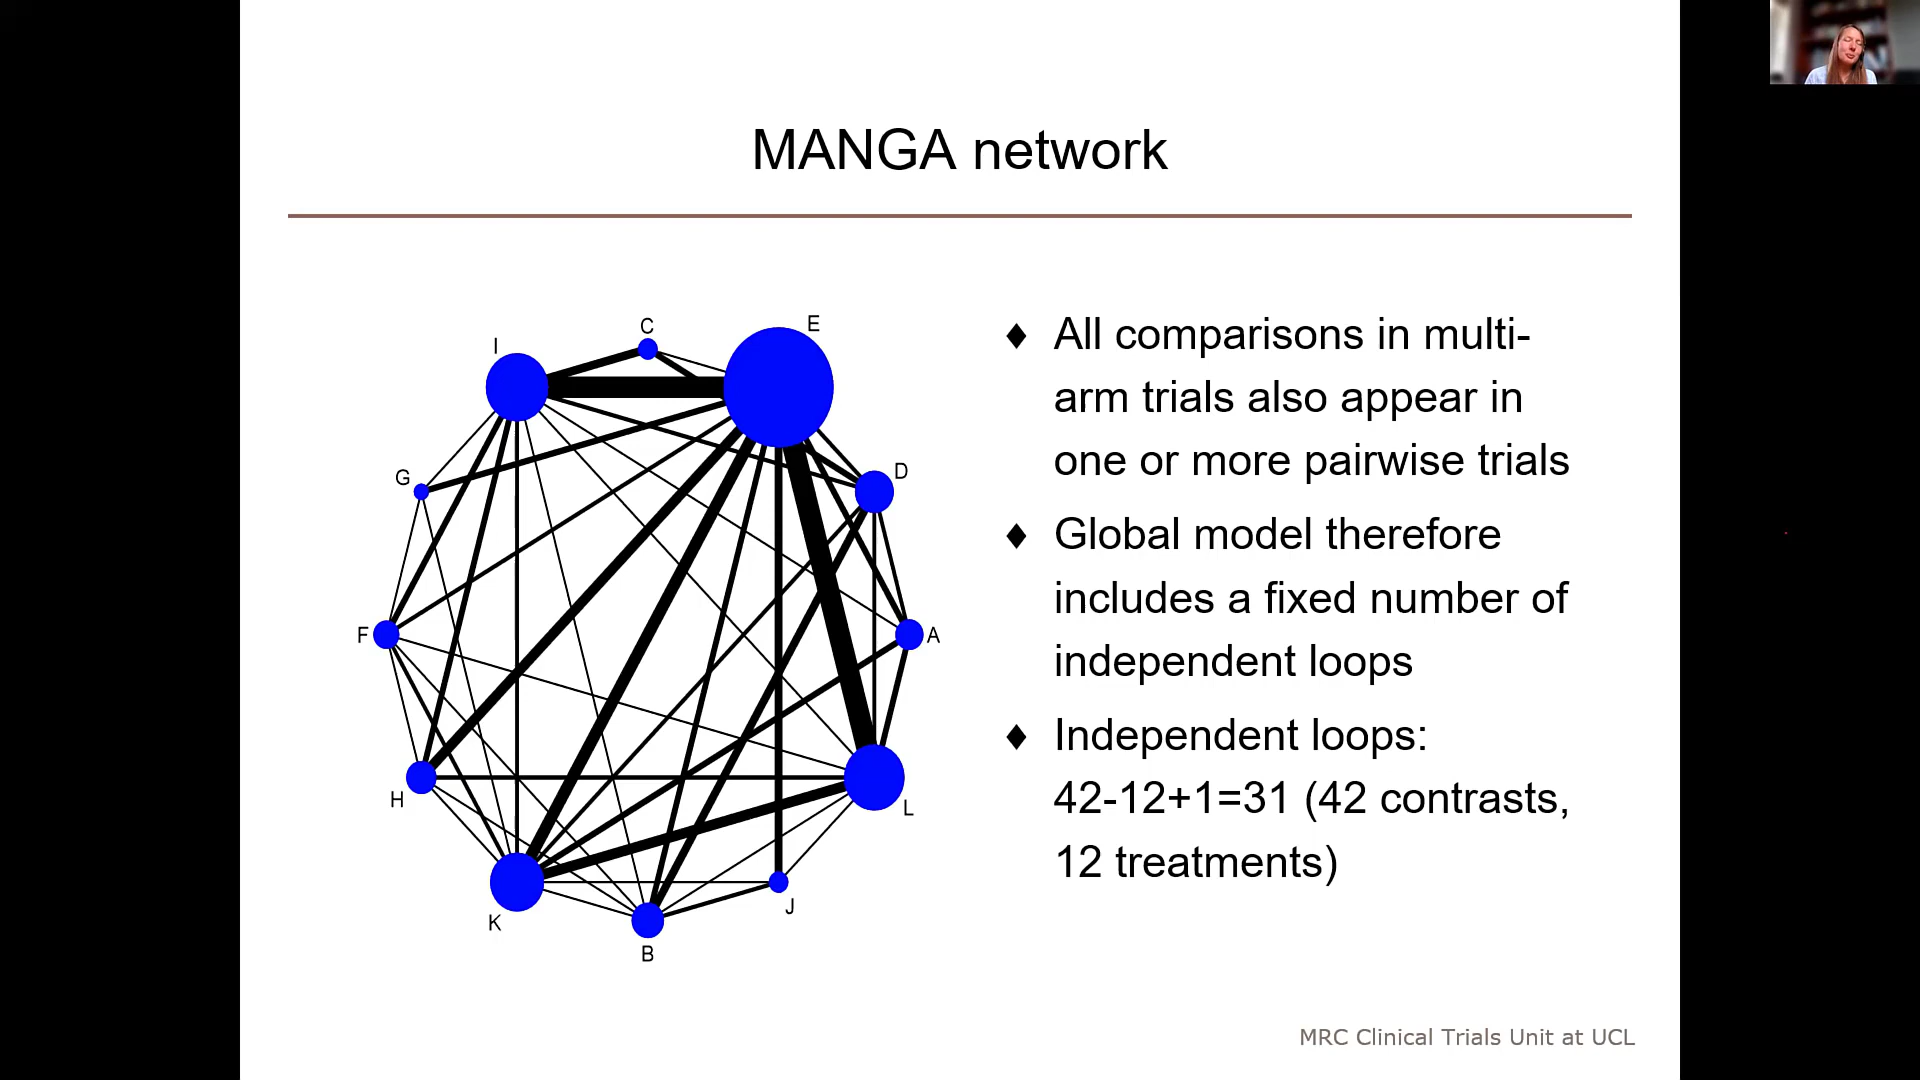 MANGA network
C
E
I
D
G
F
A
H
L
K
J
B
♦ All comparisons in multi-
arm trials also appear in
one or more pairwise trials
♦ Global model therefore
includes a fixed number of
independent loops
♦ Independent loops:
42-12+1=31 (42 contrasts,
12 treatments)
MRC Clinical Trials Unit at UCL